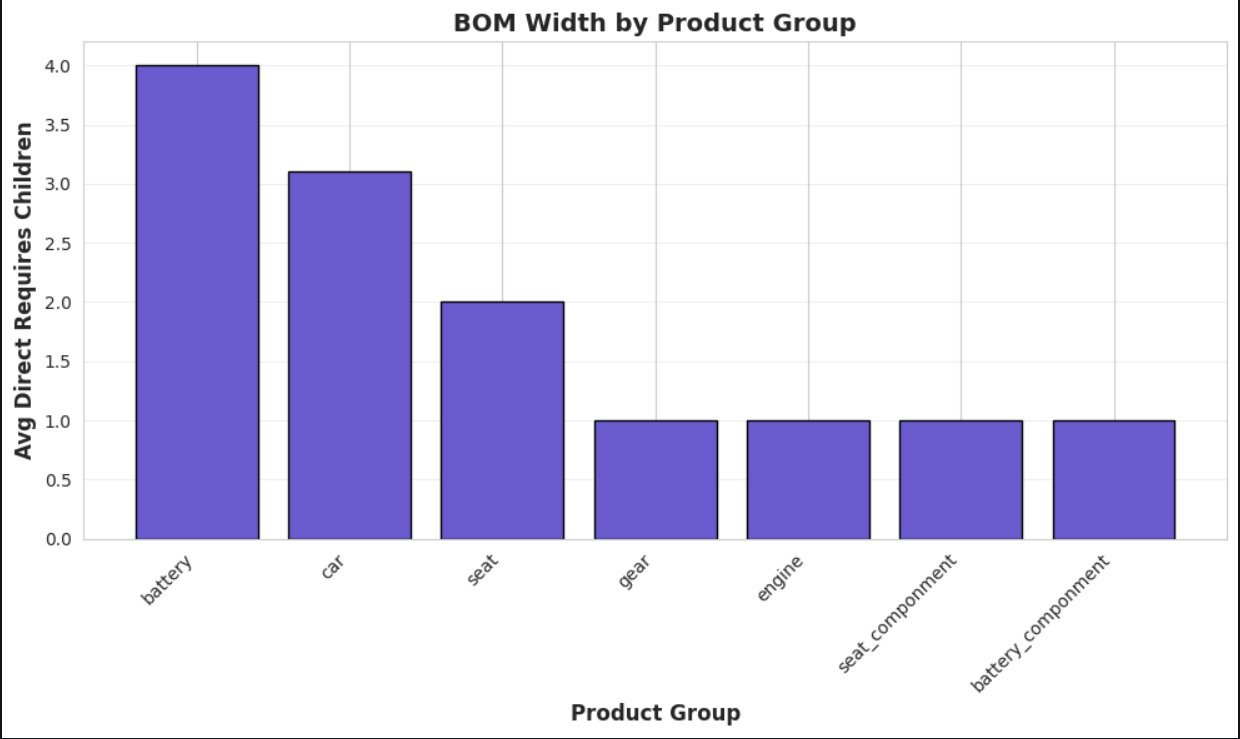 BOM Width by Product Group
Avg Direct Requires Children
4.0
3.5
3.0
2.5
2.0
1.5
1.0
0.5
0.0
battery
car
seat
gear
engine
seat_componment
battery_componment
Product Group